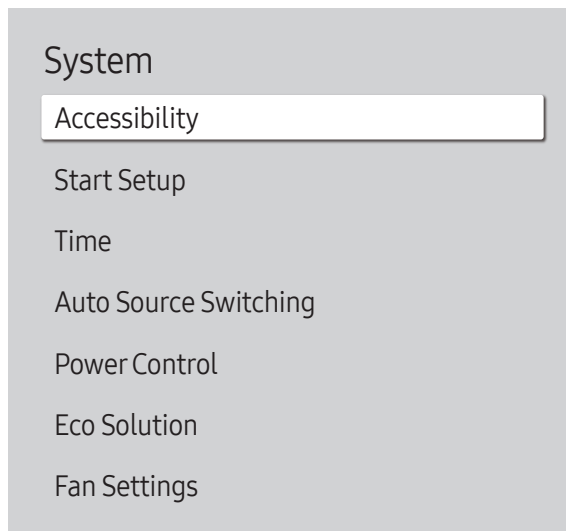 System
Accessibility
Start Setup
Time
Auto Source Switching
Power Control
Eco Solution
Fan Settings